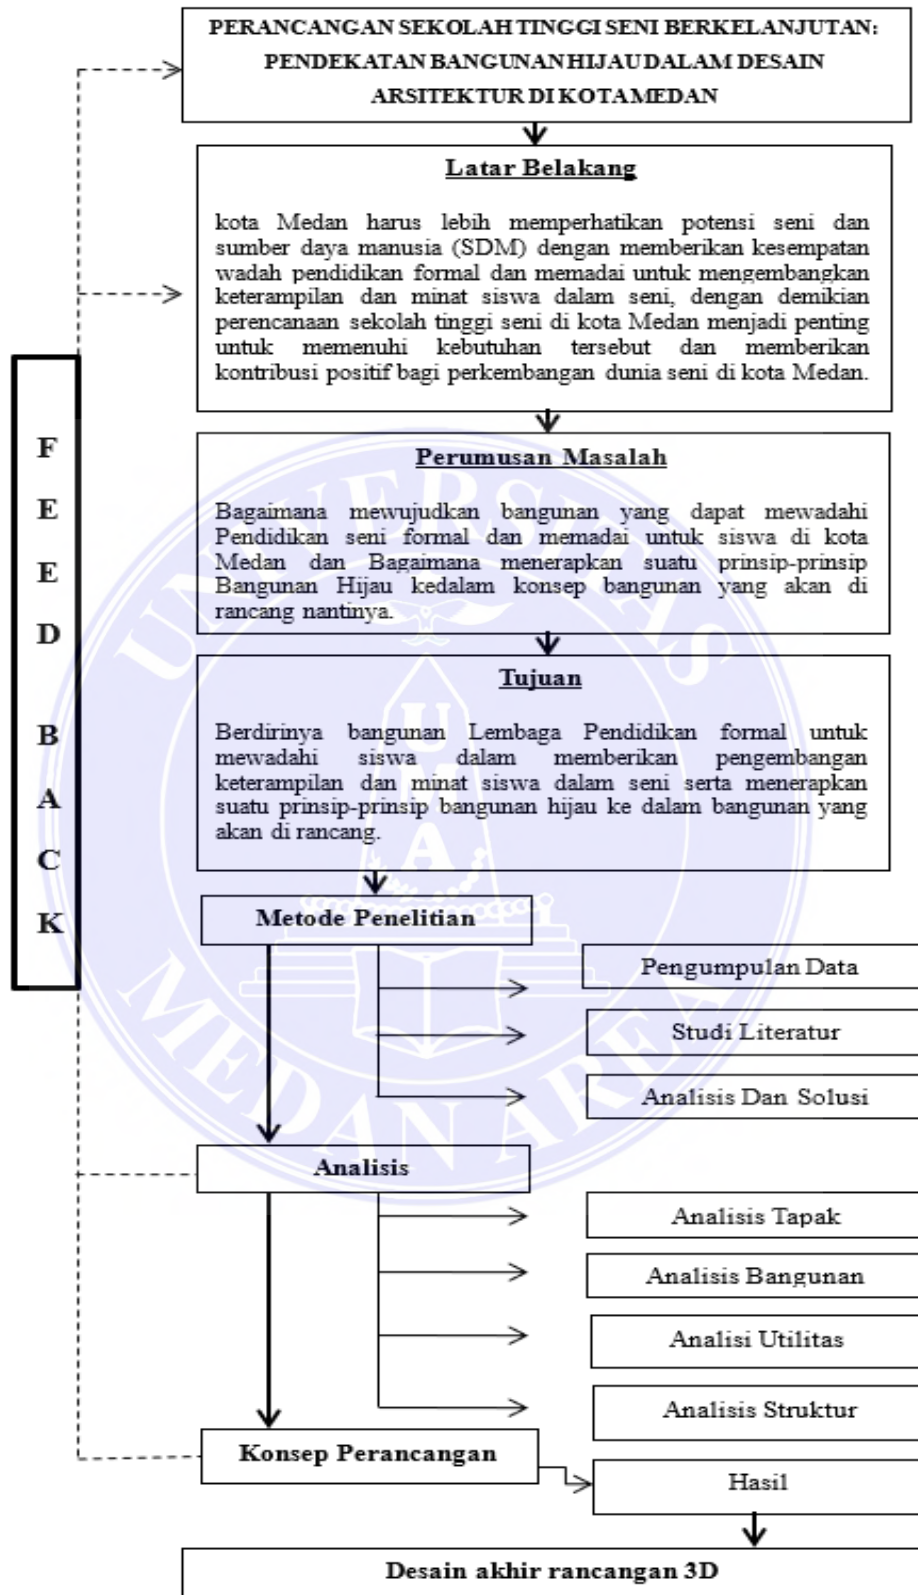 PERANCANGAN SEKOLAH TINGGI SENI BERKELANJUTAN:
PENDEKATAN BANGUNAN HIJAU DALAM DESAIN
ARSITEKTUR DI KOTA MEDAN
Latar Belakang
kota Medan harus lebih memperhatikan potensi seni dan
sumber daya manusia (SDM) dengan memberikan kesempatan
wadah pendidikan formal dan memadai untuk mengembangkan
keterampilan dan minat siswa dalam seni, dengan demikian
perencanaan sekolah tinggi seni di kota Medan menjadi penting
untuk memenuhi kebutuhan tersebut dan memberikan
kontribusi positif bagi perkembangan dunia seni di kota Medan.
Perumusan Masalah
Bagaimana mewujudkan bangunan yang dapat mewadahi
Pendidikan seni formal dan memadai untuk siswa di kota
Medan dan Bagaimana menerapkan suatu prinsip-prinsip
Bangunan Hijau kedalam konsep bangunan yang akan di
rancang nantinya.
Tujuan
Berdirinya bangunan Lembaga Pendidikan formal untuk
mewadahi siswa dalam memberikan pengembangan
keterampilan dan minat siswa dalam seni serta menerapkan
suatu prinsip-prinsip bangunan hijau ke dalam bangunan yang
akan di rancang.
FEED BACK
Metode Penelitian
Pengumpulan Data
Studi Literatur
Analisis Dan Solusi
Analisis
Analisis Tapak
Analisis Bangunan
Analisi Utilitas
Analisis Struktur
Konsep Perancangan
Hasil
Desain akhir rancangan 3D
UNIVERSITAS
MEDAN AREA
UMA